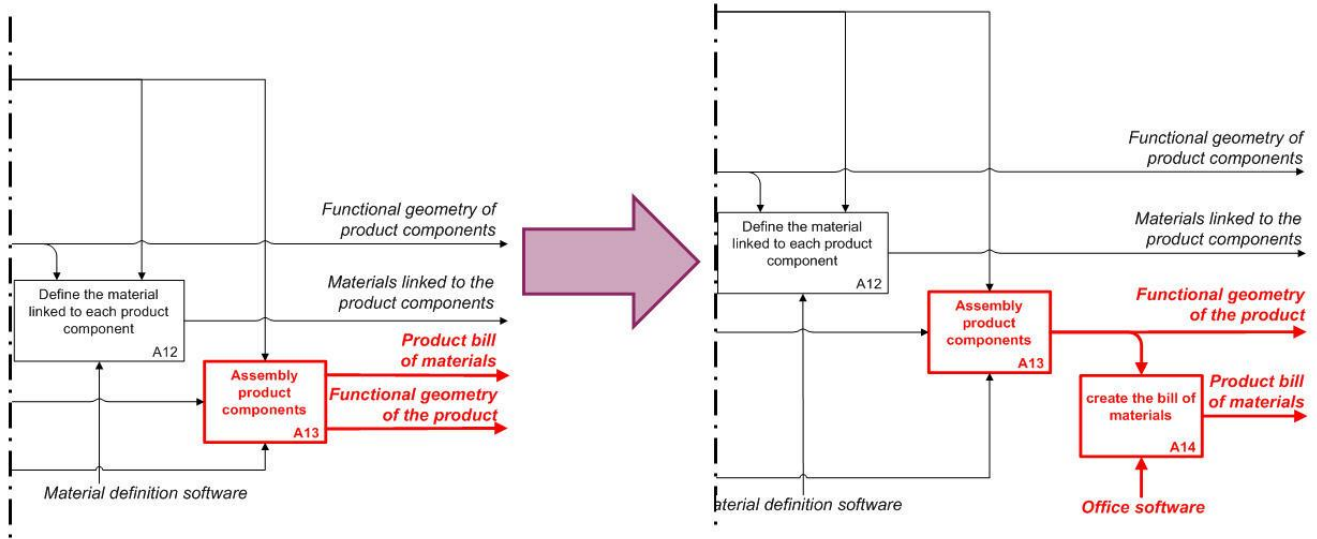 Functional geometry of
product components
Define the material
linked to each product
component
A12
Materials linked to the
product components
Product bill
of materials
Assembly
product
components
A13
Functional geometry
of the product
Material definition software
Functional geometry of
product components
Define the material
linked to each product
component
A12
Materials linked to the
product components
Assembly
product
components
A13
Functional geometry
of the product
create the bill of
materials
A14
Product bill
of materials
aterial definition software
Office software